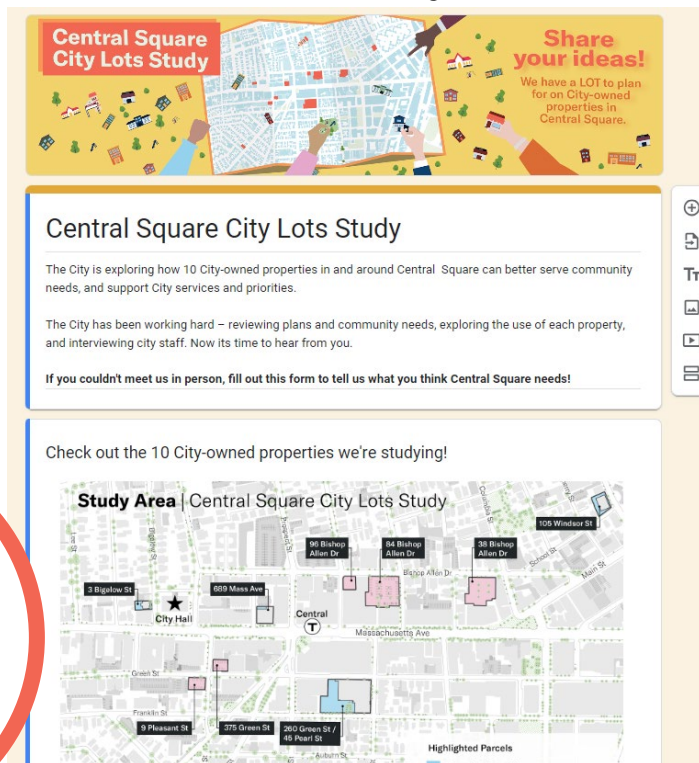 Central Square
City Lots Study
Share
your ideas!
We have a LOT to plan
for on City-owned
properties in
Central Square.
Central Square City Lots Study
The City is exploring how 10 City-owned properties in and around Central Square can better serve community
needs, and support City services and priorities.
The City has been working hard – reviewing plans and community needs, exploring the use of each property,
and interviewing city staff. Now its time to hear from you.
If you couldn't meet us in person, fill out this form to tell us what you think Central Square needs!
Check out the 10 City-owned properties we're studying!
Study Area | Central Square City Lots Study
105 Windsor St
96 Bishop
Allen Dr
84 Bishop
Allen Dr
38 Bishop
Allen Dr
Lee St
Bigelow St
Prospect St
Columbia St
School St
Main St
Bishop Allen Dr
3 Bigelow St
City Hall
689 Mass Ave
Central
T
Massachusetts Ave
Green St
Franklin St
9 Pleasant St
375 Green St
260 Green St /
45 Pearl St
Auburn St
Highlighted Parcels
Tт